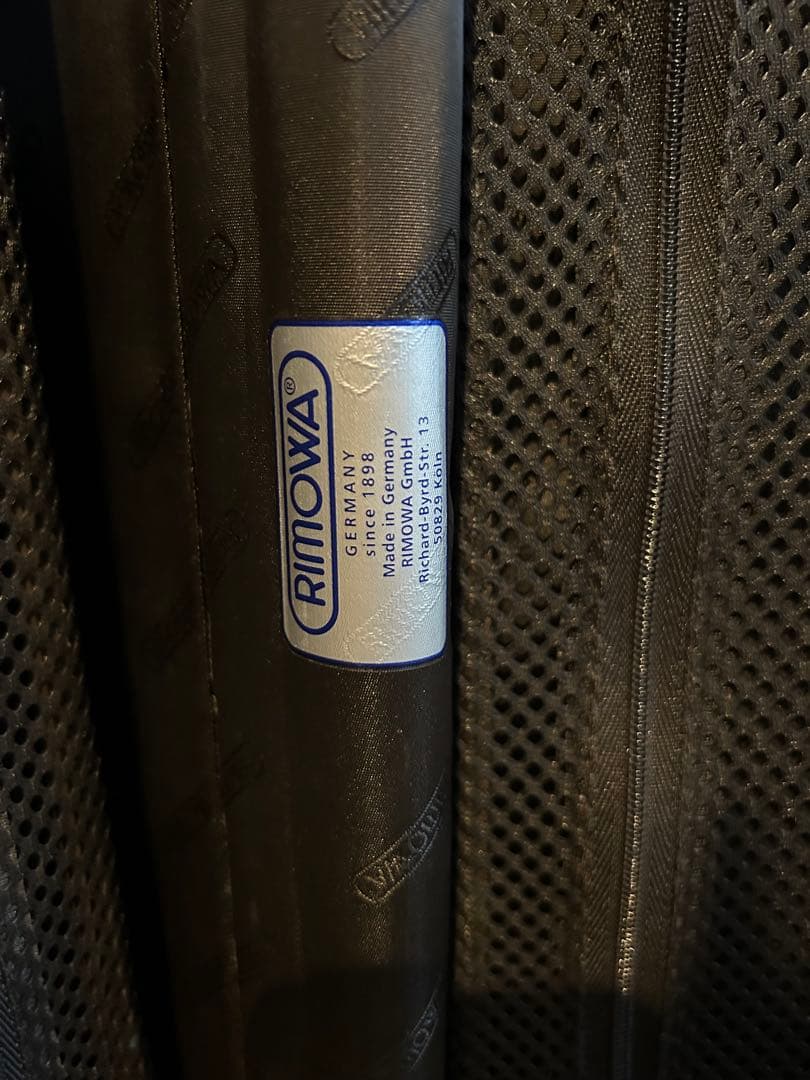 RIMOWA®
GERMANY
since 1898
Made in Germany
RIMOWA GmbH
Richard-Byrd-Str. 13
50829 Köln